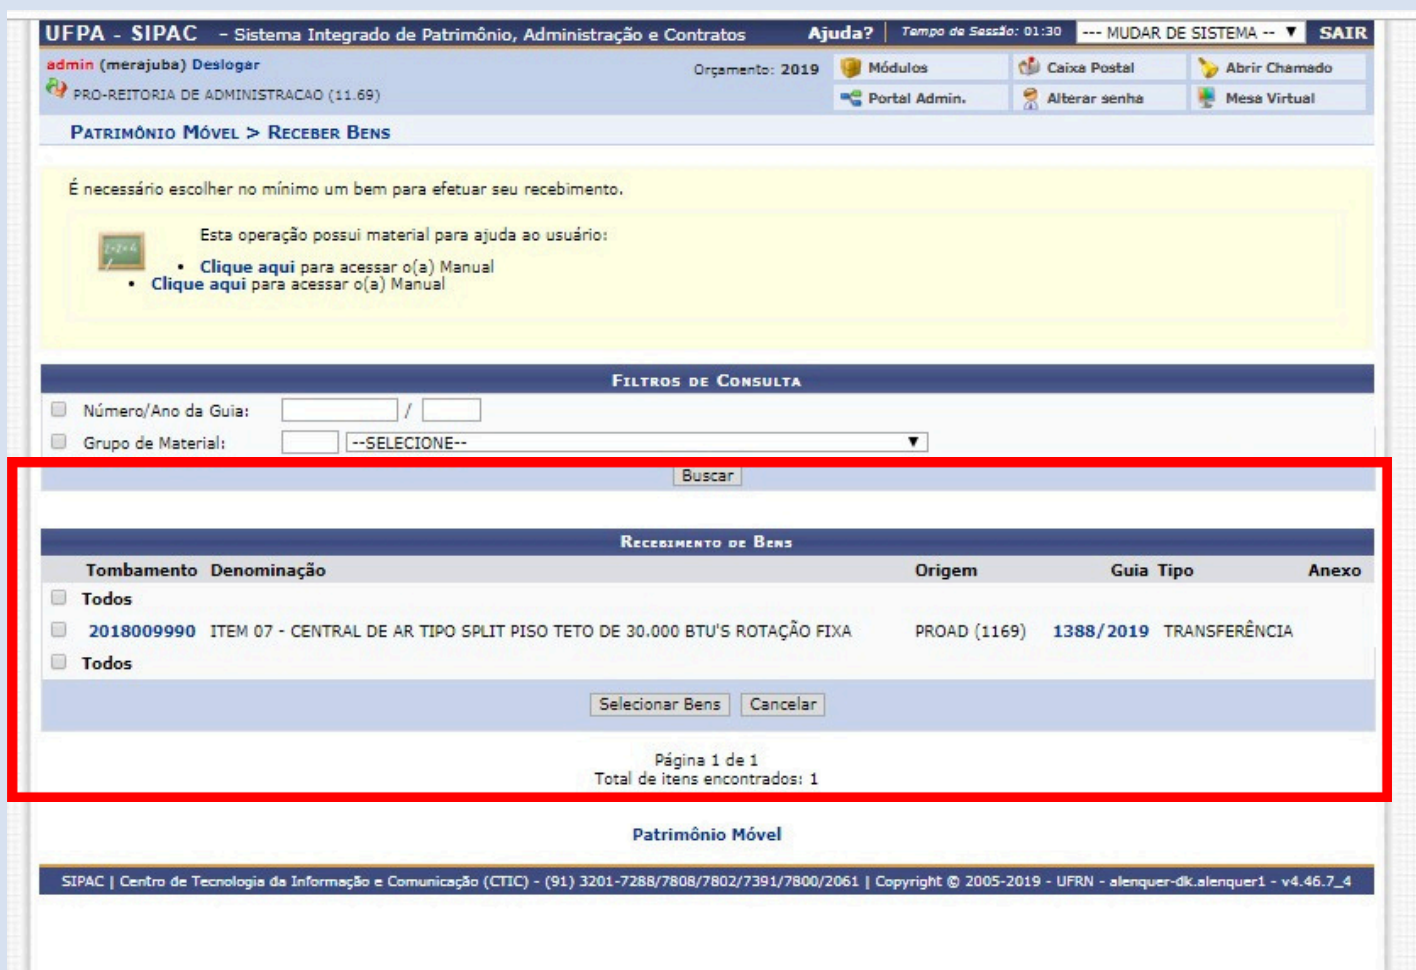 UFPA - SIPAC - Sistema Integrado de Patrimônio, Administração e Contratos Ajuda? Tempo de Sessão: 01:30 --- MUDAR DE SISTEMA -- ▼ SAIR
admin (merajuba) Deslogar Orçamento: 2019 Módulos Caixa Postal Abrir Chamado
PRO-REITORIA DE ADMINISTRACAO (11.69) Portal Admin. Alterar senha Mesa Virtual
PATRIMÔNIO MÓVEL > RECEBER BENS
É necessário escolher no mínimo um bem para efetuar seu recebimento.
Esta operação possui material para ajuda ao usuário:
• Clique aqui para acessar o(a) Manual
• Clique aqui para acessar o(a) Manual
FILTROS DE CONSULTA
Número/Ano da Guia: /
Grupo de Material: --SELECIONE-- ▼
Buscar
RECEBIMENTO DE BENS
Tombamento Denominação Origem Guia Tipo Anexo
Todos
2018009990 ITEM 07 - CENTRAL DE AR TIPO SPLIT PISO TETO DE 30.000 BTU'S ROTAÇÃO FIXA PROAD (1169) 1388/2019 TRANSFERÊNCIA
Todos
Selecionar Bens Cancelar
Página 1 de 1
Total de itens encontrados: 1
Patrimônio Móvel
SIPAC | Centro de Tecnologia da Informação e Comunicação (CTIC) - (91) 3201-7288/7808/7802/7391/7800/2061 | Copyright © 2005-2019 - UFRN - alenquer-dk.alenquer1 - v4.46.7_4